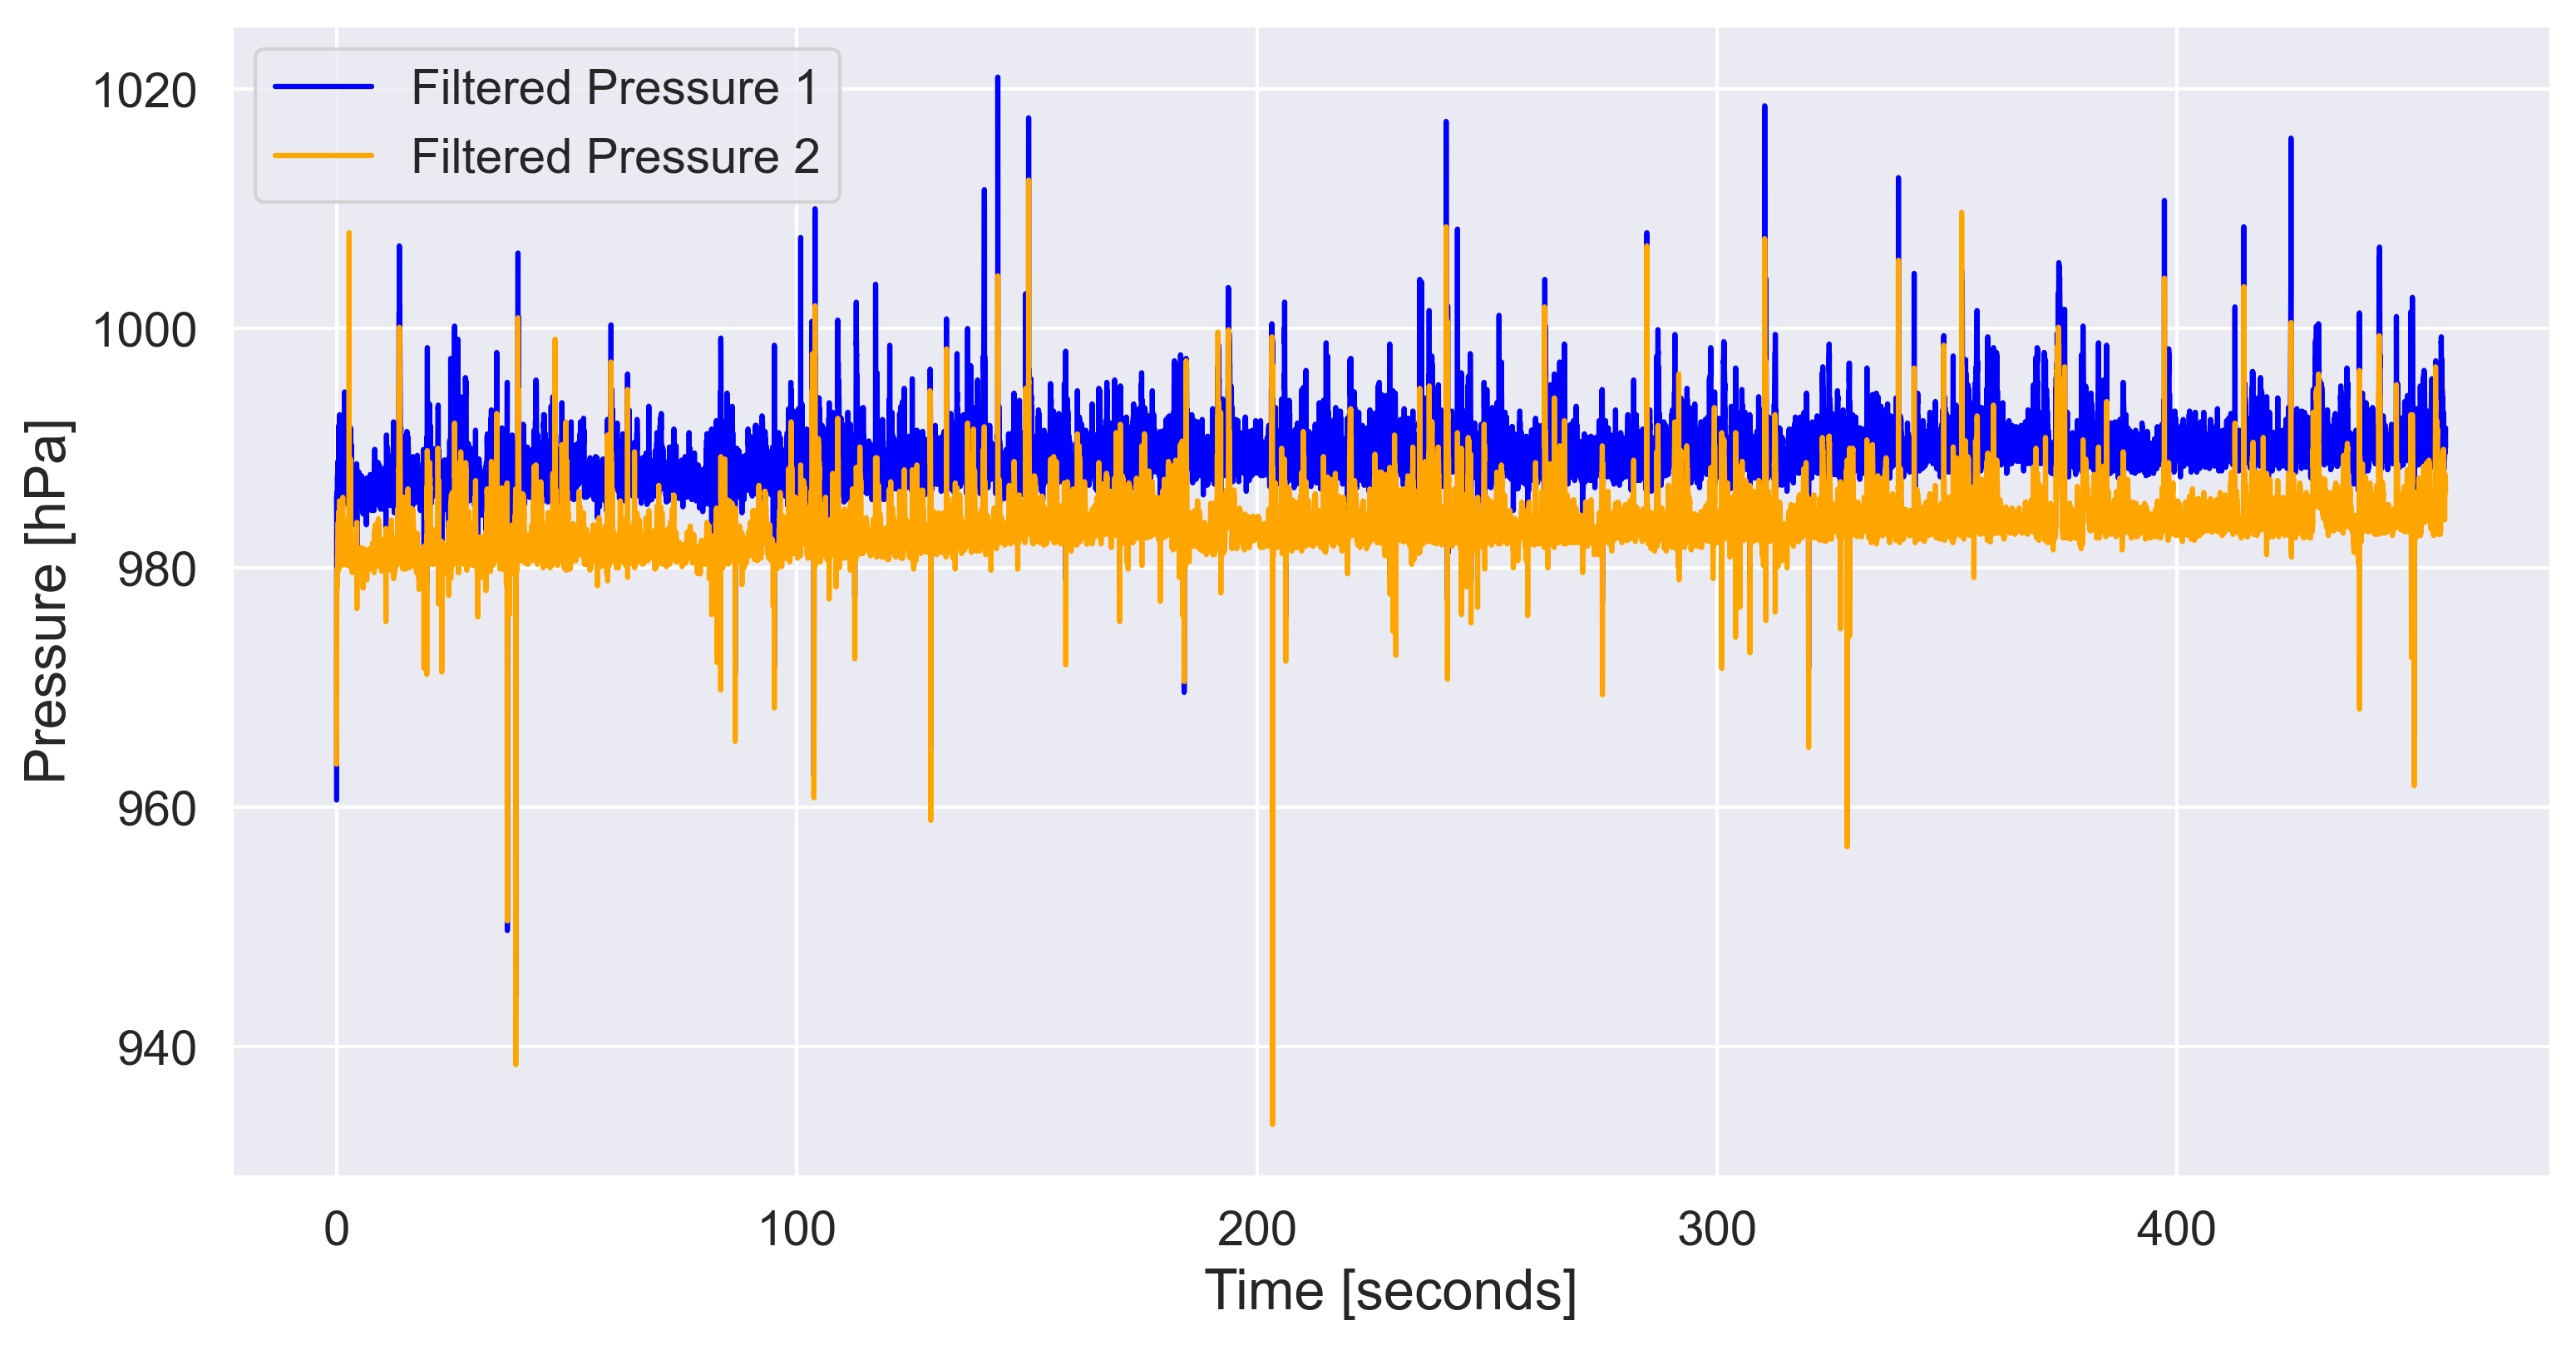 Filtered Pressure 1
Filtered Pressure 2
1020
1000
980
960
940
Pressure [hPa]
0 100 200 300 400
Time [seconds]